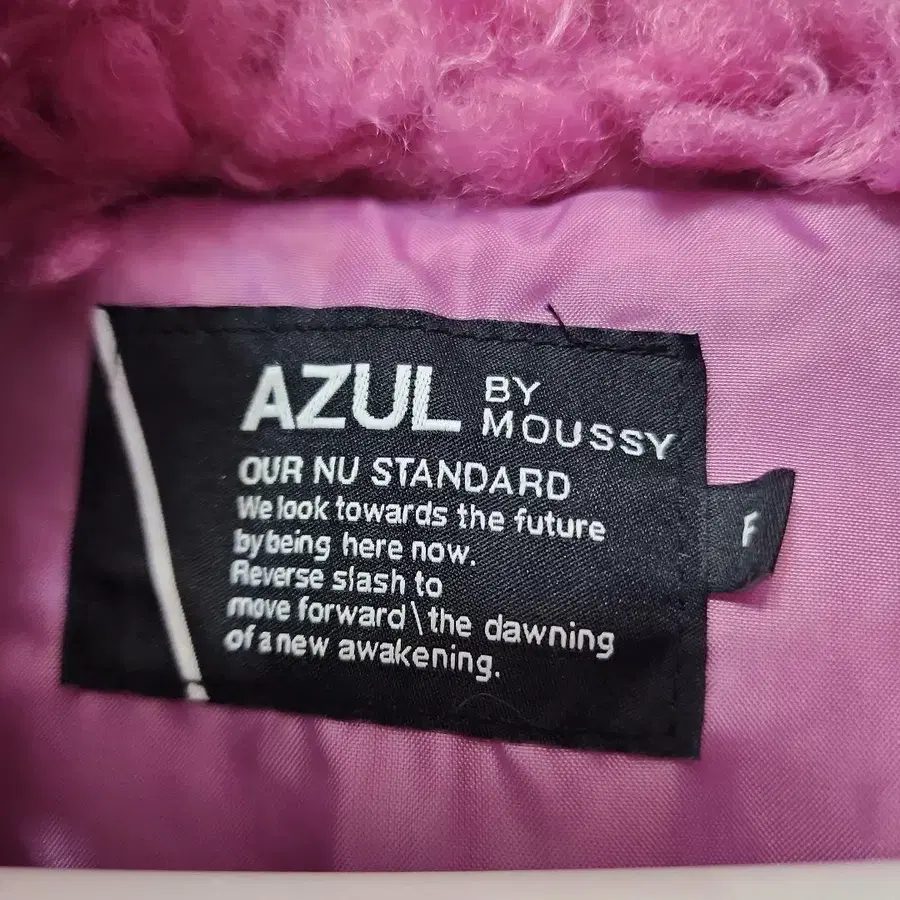 AZUL BY MOUSSY
OUR NU STANDARD
We look towards the future
by being here now.
Reverse slash to
move forward\the dawning
of a new awakening.
F